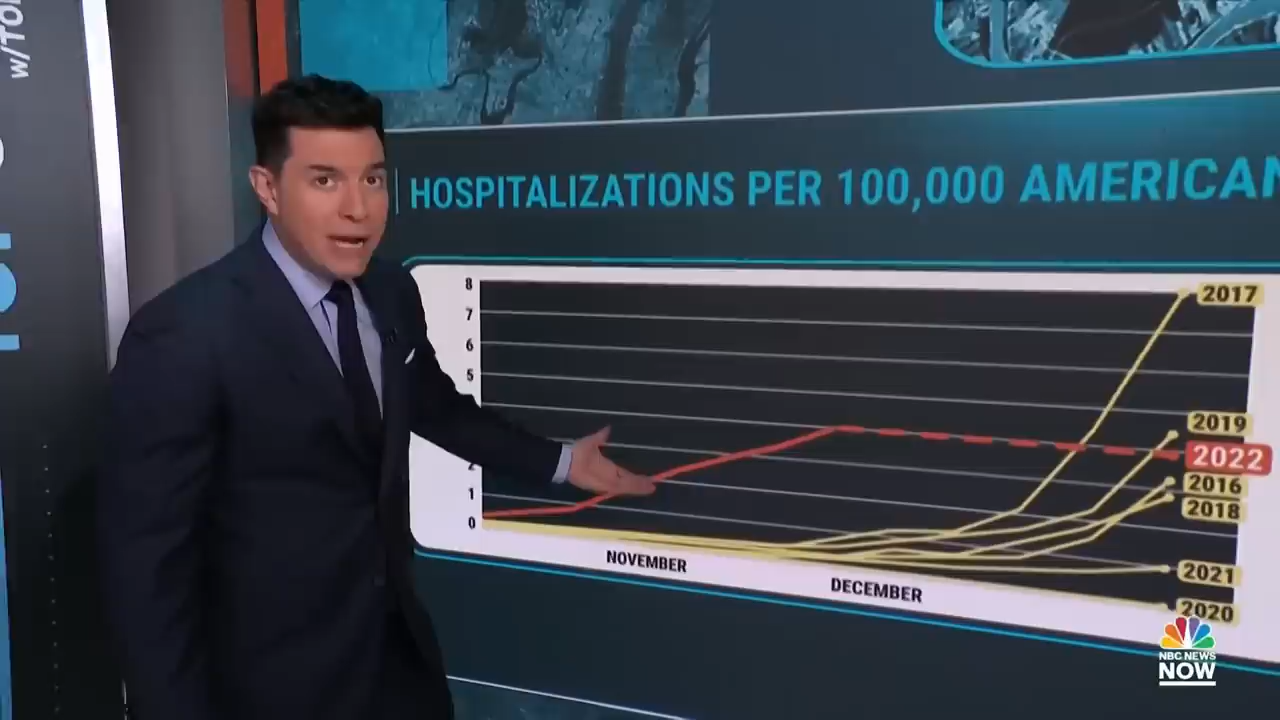 w/TO
HOSPITALIZATIONS PER 100,000 AMERICAN
8
7
6
5
2
1
0
2017
2019
2022
2016
2018
2021
2020
NOVEMBER
DECEMBER
NBC NEWS
NOW